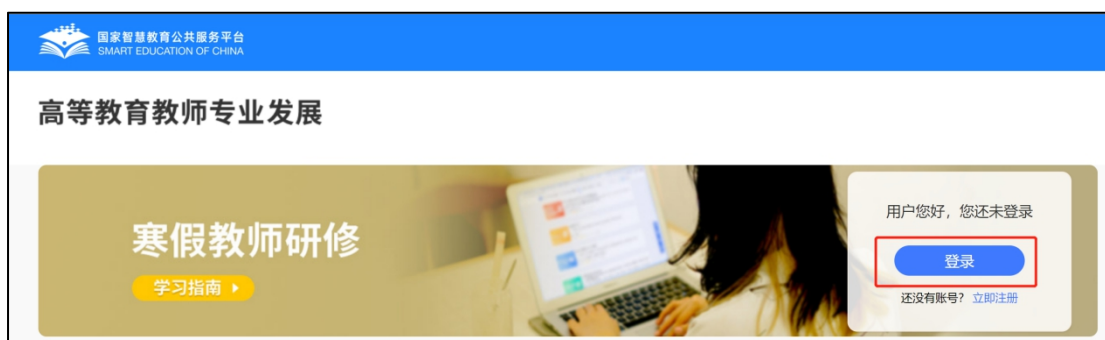 国家智慧教育公共服务平台
SMART EDUCATION OF CHINA
高等教育教师专业发展
寒假教师研修
学习指南
用户您好，您还未登录
登录
还没有账号？ 立即注册